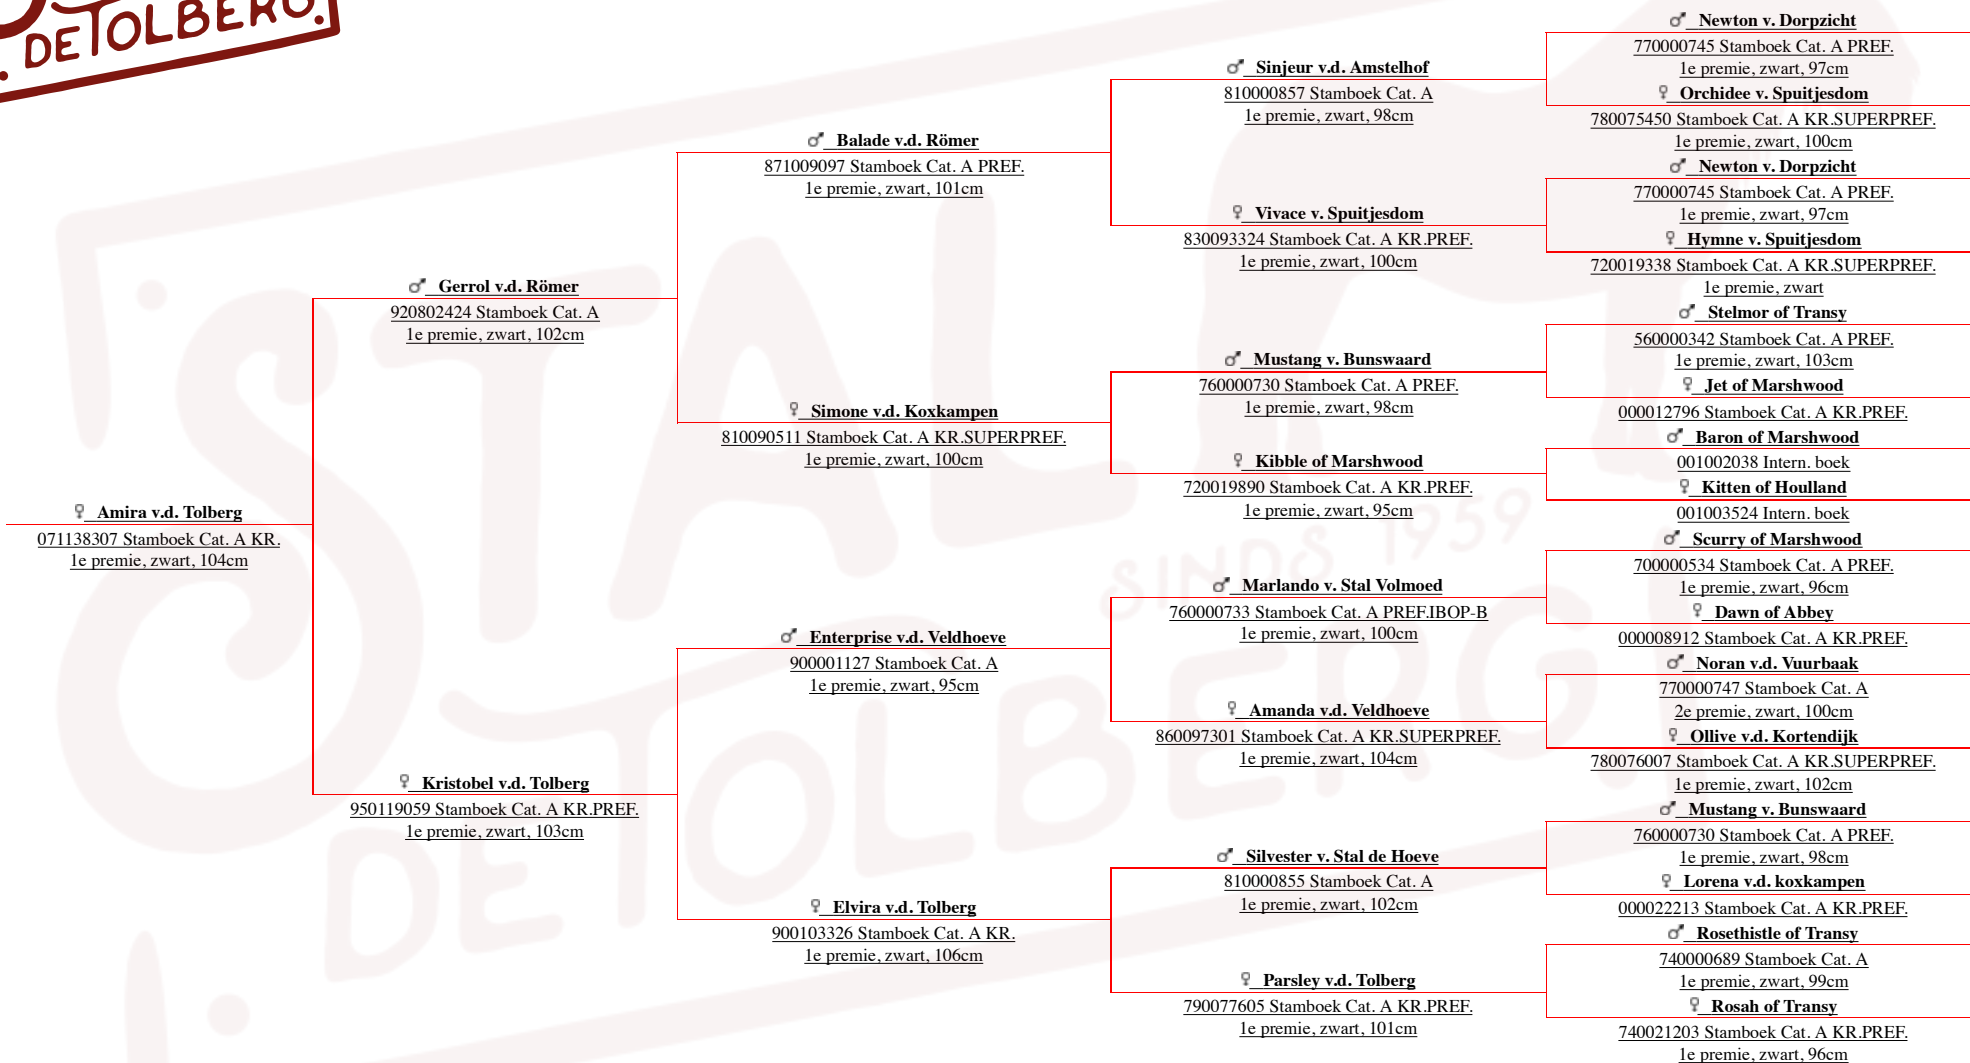 DE TOLBERG.
STAL
SINDS 1959
DE TOLBERG
Amira v.d. Tolberg
071138307 Stamboek Cat. A KR.
1e premie, zwart, 104cm
Gerrol v.d. Römer
920802424 Stamboek Cat. A
1e premie, zwart, 102cm
Kristobel v.d. Tolberg
950119059 Stamboek Cat. A KR.PREF.
1e premie, zwart, 103cm
Balade v.d. Römer
871009097 Stamboek Cat. A PREF.
1e premie, zwart, 101cm
Simone v.d. Koxkampen
810090511 Stamboek Cat. A KR.SUPERPREF.
1e premie, zwart, 100cm
Enterprise v.d. Veldhoeve
900001127 Stamboek Cat. A
1e premie, zwart, 95cm
Elvira v.d. Tolberg
900103326 Stamboek Cat. A KR.
1e premie, zwart, 106cm
Sinjeur v.d. Amstelhof
810000857 Stamboek Cat. A
1e premie, zwart, 98cm
Vivace v. Spuitjesdom
830093324 Stamboek Cat. A KR.PREF.
1e premie, zwart, 100cm
Mustang v. Bunswaard
760000730 Stamboek Cat. A PREF.
1e premie, zwart, 98cm
Kibble of Marshwood
720019890 Stamboek Cat. A KR.PREF.
1e premie, zwart, 95cm
Marlando v. Stal Volmoed
760000733 Stamboek Cat. A PREF.IBOP-B
1e premie, zwart, 100cm
Amanda v.d. Veldhoeve
860097301 Stamboek Cat. A KR.SUPERPREF.
1e premie, zwart, 104cm
Silvester v. Stal de Hoeve
810000855 Stamboek Cat. A
1e premie, zwart, 102cm
Parsley v.d. Tolberg
790077605 Stamboek Cat. A KR.PREF.
1e premie, zwart, 101cm
Newton v. Dorpzicht
770000745 Stamboek Cat. A PREF.
1e premie, zwart, 97cm
Orchidee v. Spuitjesdom
780075450 Stamboek Cat. A KR.SUPERPREF.
1e premie, zwart, 100cm
Newton v. Dorpzicht
770000745 Stamboek Cat. A PREF.
1e premie, zwart, 97cm
Hymne v. Spuitjesdom
720019338 Stamboek Cat. A KR.SUPERPREF.
1e premie, zwart
Stelmor of Transy
560000342 Stamboek Cat. A PREF.
1e premie, zwart, 103cm
Jet of Marshwood
000012796 Stamboek Cat. A KR.PREF.
Baron of Marshwood
001002038 Intern. boek
Kitten of Houlland
001003524 Intern. boek
Scurry of Marshwood
700000534 Stamboek Cat. A PREF.
1e premie, zwart, 96cm
Dawn of Abbey
000008912 Stamboek Cat. A KR.PREF.
Noran v.d. Vuurbaak
770000747 Stamboek Cat. A
2e premie, zwart, 100cm
Ollive v.d. Kortendijk
780076007 Stamboek Cat. A KR.SUPERPREF.
1e premie, zwart, 102cm
Mustang v. Bunswaard
760000730 Stamboek Cat. A PREF.
1e premie, zwart, 98cm
Lorena v.d. koxkampen
000022213 Stamboek Cat. A KR.PREF.
Rosethistle of Transy
740000689 Stamboek Cat. A
1e premie, zwart, 99cm
Rosah of Transy
740021203 Stamboek Cat. A KR.PREF.
1e premie, zwart, 96cm